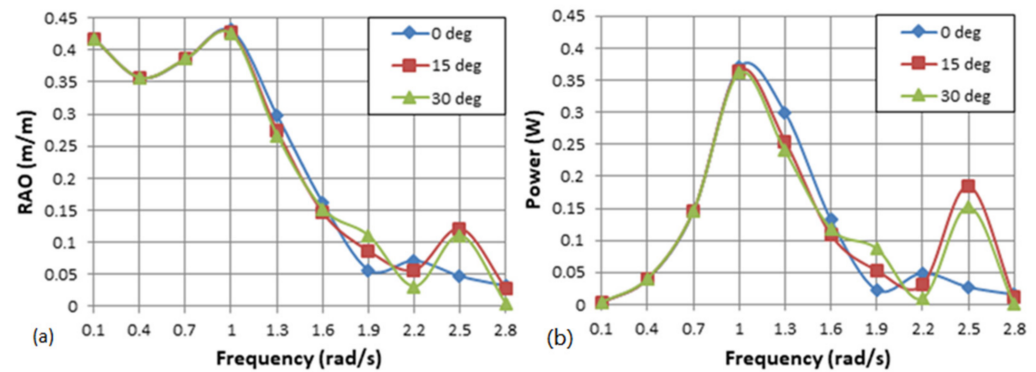 RAO (m/m)
0.45
0.4
0.35
0.3
0.25
0.2
0.15
0.1
0.05
0
0 deg
15 deg
30 deg
0.1 0.4 0.7 1 1.3 1.6 1.9 2.2 2.5 2.8
(a)
Frequency (rad/s)
Power (W)
0.45
0.4
0.35
0.3
0.25
0.2
0.15
0.1
0.05
0
0 deg
15 deg
30 deg
0.1 0.4 0.7 1 1.3 1.6 1.9 2.2 2.5 2.8
(b)
Frequency (rad/s)